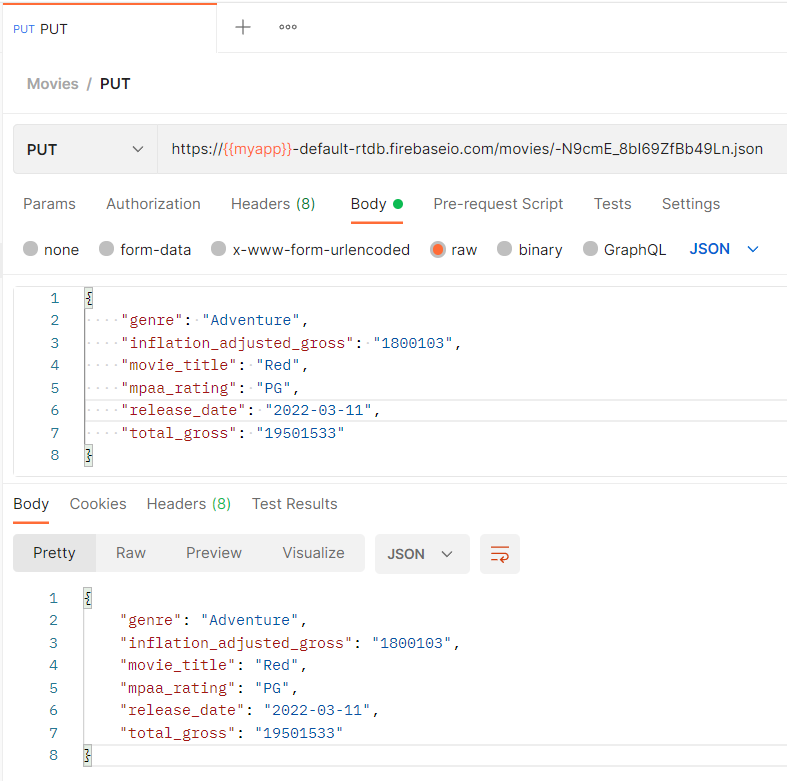 PUT PUT
Movies / PUT
PUT https://{{myapp}}-default-rtdb.firebaseio.com/movies/-N9cmE_8bI69ZfBb49Ln.json
Params Authorization Headers (8) Body Pre-request Script Tests Settings
none form-data x-www-form-urlencoded raw binary GraphQL JSON
1 {
2 "genre": "Adventure",
3 "inflation_adjusted_gross": "1800103",
4 "movie_title": "Red",
5 "mpaa_rating": "PG",
6 "release_date": "2022-03-11",
7 "total_gross": "19501533"
8 }
Body Cookies Headers (8) Test Results
Pretty Raw Preview Visualize JSON
1 {
2 "genre": "Adventure",
3 "inflation_adjusted_gross": "1800103",
4 "movie_title": "Red",
5 "mpaa_rating": "PG",
6 "release_date": "2022-03-11",
7 "total_gross": "19501533"
8 }